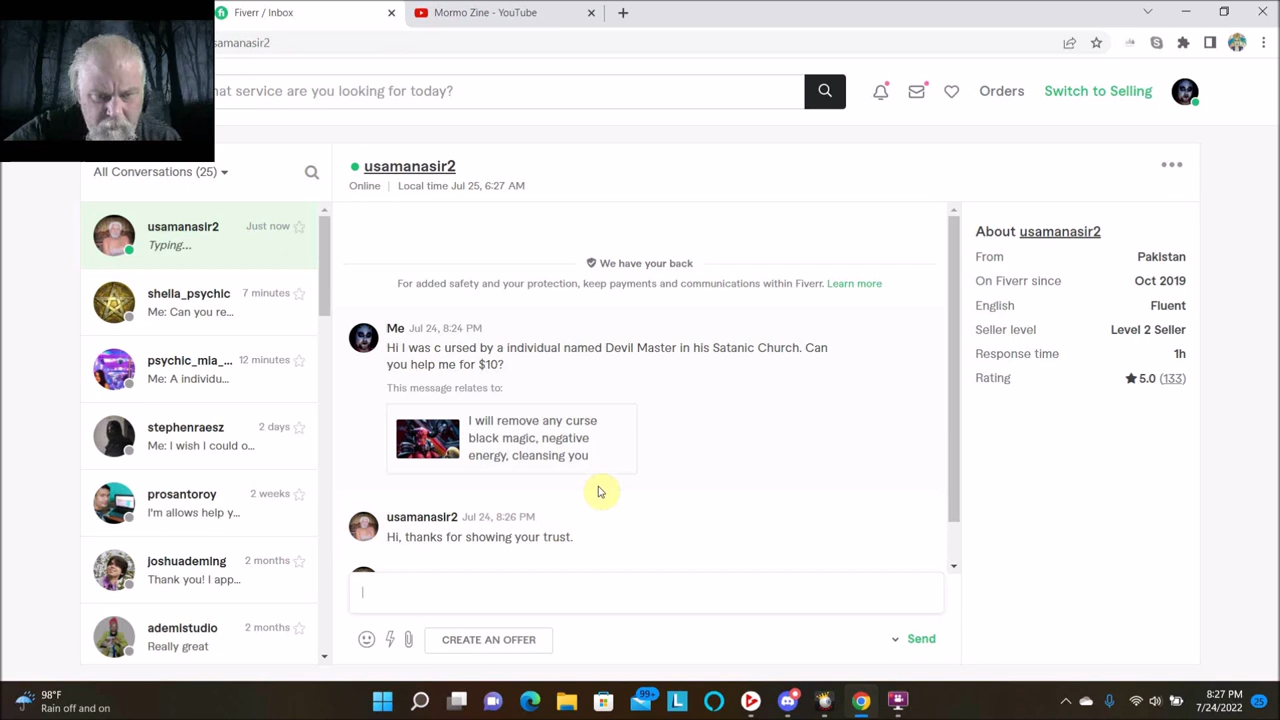 Fiverr / Inbox
Mormo Zine - YouTube
samanasir2
hat service are you looking for today?
Orders
Switch to Selling
All Conversations (25)
usamanasir2
Just now
Typing...
shella_psychic
7 minutes
Me: Can you re...
psychic_mia_...
12 minutes
Me: A individu...
stephenraesz
2 days
Me: I wish I could o...
prosantoroy
2 weeks
I'm allows help y...
joshuademing
2 months
Thank you! I app...
ademistudio
2 months
Really great
usamanasir2
Online | Local time Jul 25, 6:27 AM
We have your back
For added safety and your protection, keep payments and communications within Fiverr. Learn more
Me Jul 24, 8:24 PM
Hi I was c ursed by a individual named Devil Master in his Satanic Church. Can
you help me for $10?
This message relates to:
I will remove any curse
black magic, negative
energy, cleansing you
usamanasir2 Jul 24, 8:26 PM
Hi, thanks for showing your trust.
CREATE AN OFFER
Send
About usamanasir2
From Pakistan
On Fiverr since Oct 2019
English Fluent
Seller level Level 2 Seller
Response time 1h
Rating 5.0 (133)
98°F
Rain off and on
99+
L
8:27 PM
7/24/2022
25